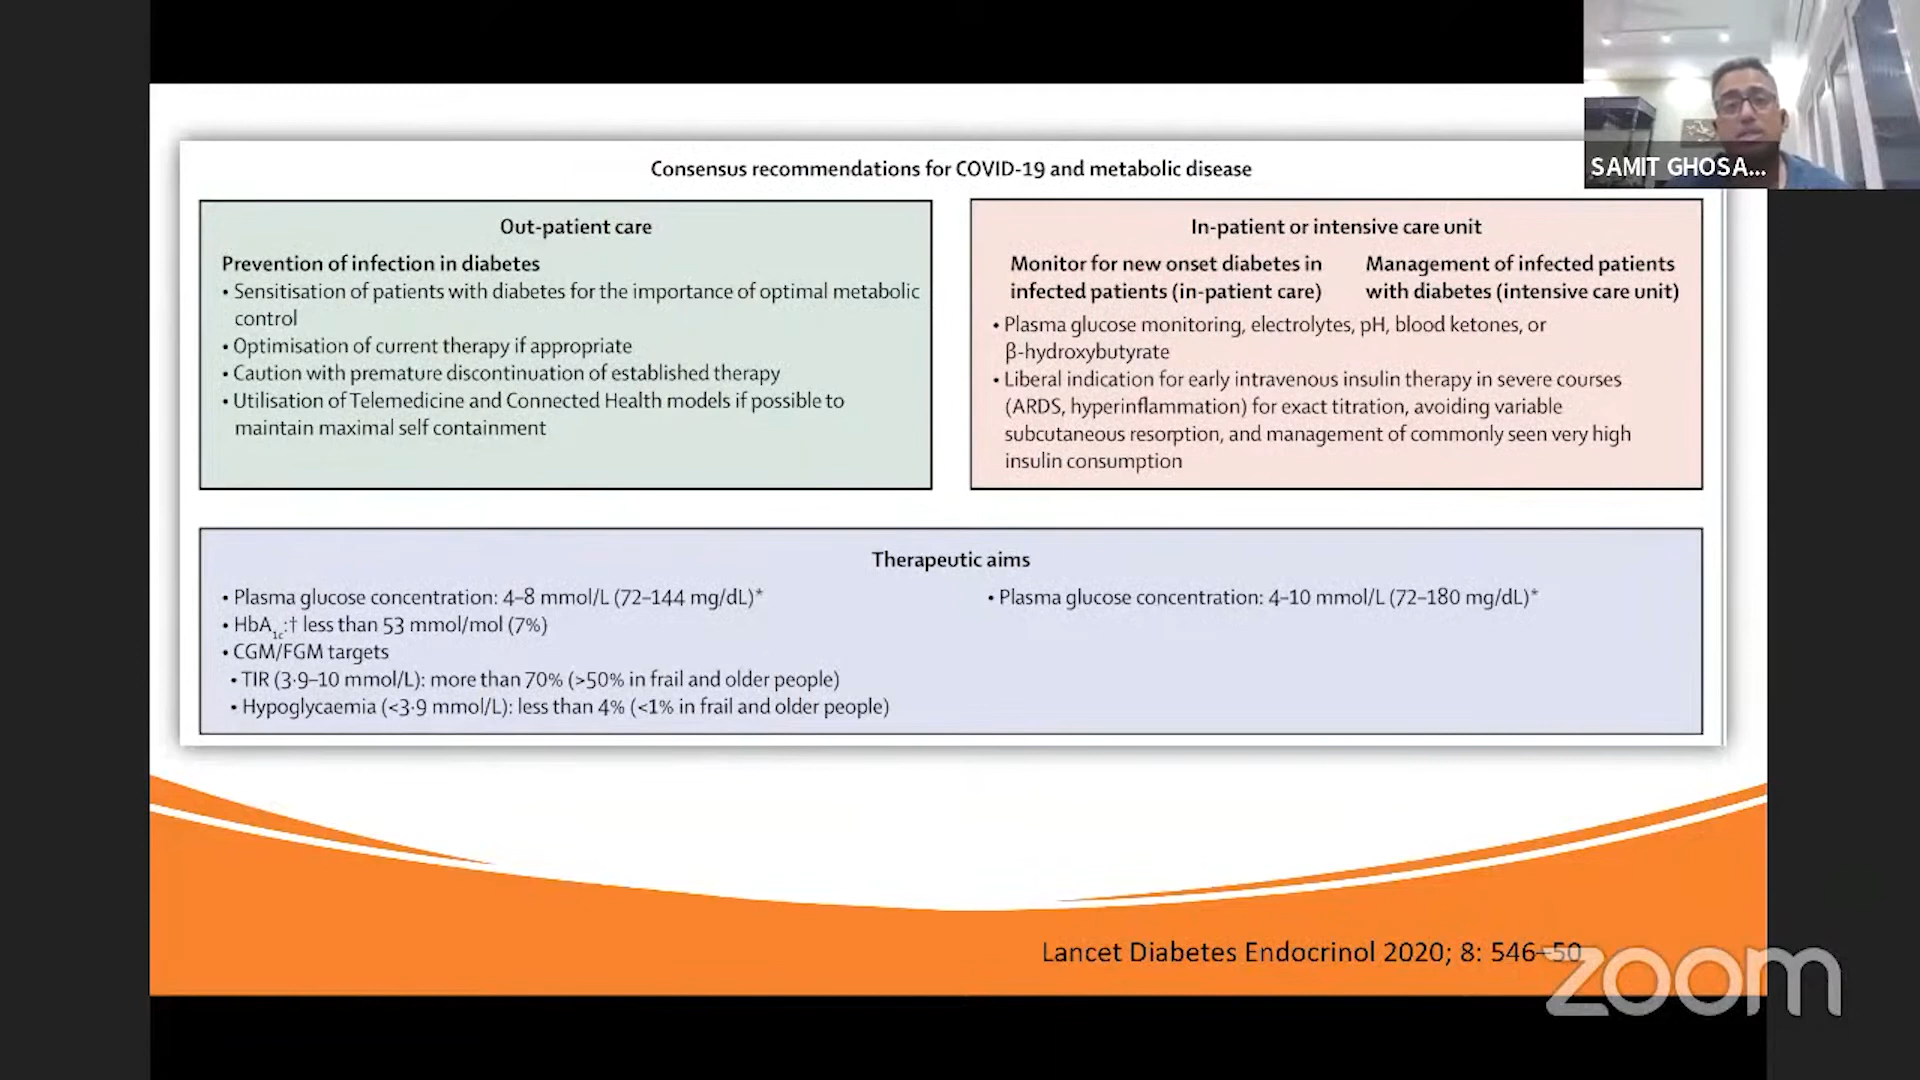 SAMIT GHOSA...
Consensus recommendations for COVID-19 and metabolic disease
Out-patient care
Prevention of infection in diabetes
• Sensitisation of patients with diabetes for the importance of optimal metabolic
control
• Optimisation of current therapy if appropriate
• Caution with premature discontinuation of established therapy
• Utilisation of Telemedicine and Connected Health models if possible to
maintain maximal self containment
In-patient or intensive care unit
Monitor for new onset diabetes in
infected patients (in-patient care)
Management of infected patients
with diabetes (intensive care unit)
• Plasma glucose monitoring, electrolytes, pH, blood ketones, or
β-hydroxybutyrate
• Liberal indication for early intravenous insulin therapy in severe courses
(ARDS, hyperinflammation) for exact titration, avoiding variable
subcutaneous resorption, and management of commonly seen very high
insulin consumption
Therapeutic aims
• Plasma glucose concentration: 4–8 mmol/L (72–144 mg/dL)*
• HbA1c:† less than 53 mmol/mol (7%)
• CGM/FGM targets
• TIR (3·9–10 mmol/L): more than 70% (>50% in frail and older people)
• Hypoglycaemia (<3·9 mmol/L): less than 4% (<1% in frail and older people)
• Plasma glucose concentration: 4–10 mmol/L (72–180 mg/dL)*
Lancet Diabetes Endocrinol 2020; 8: 546–50
zoom